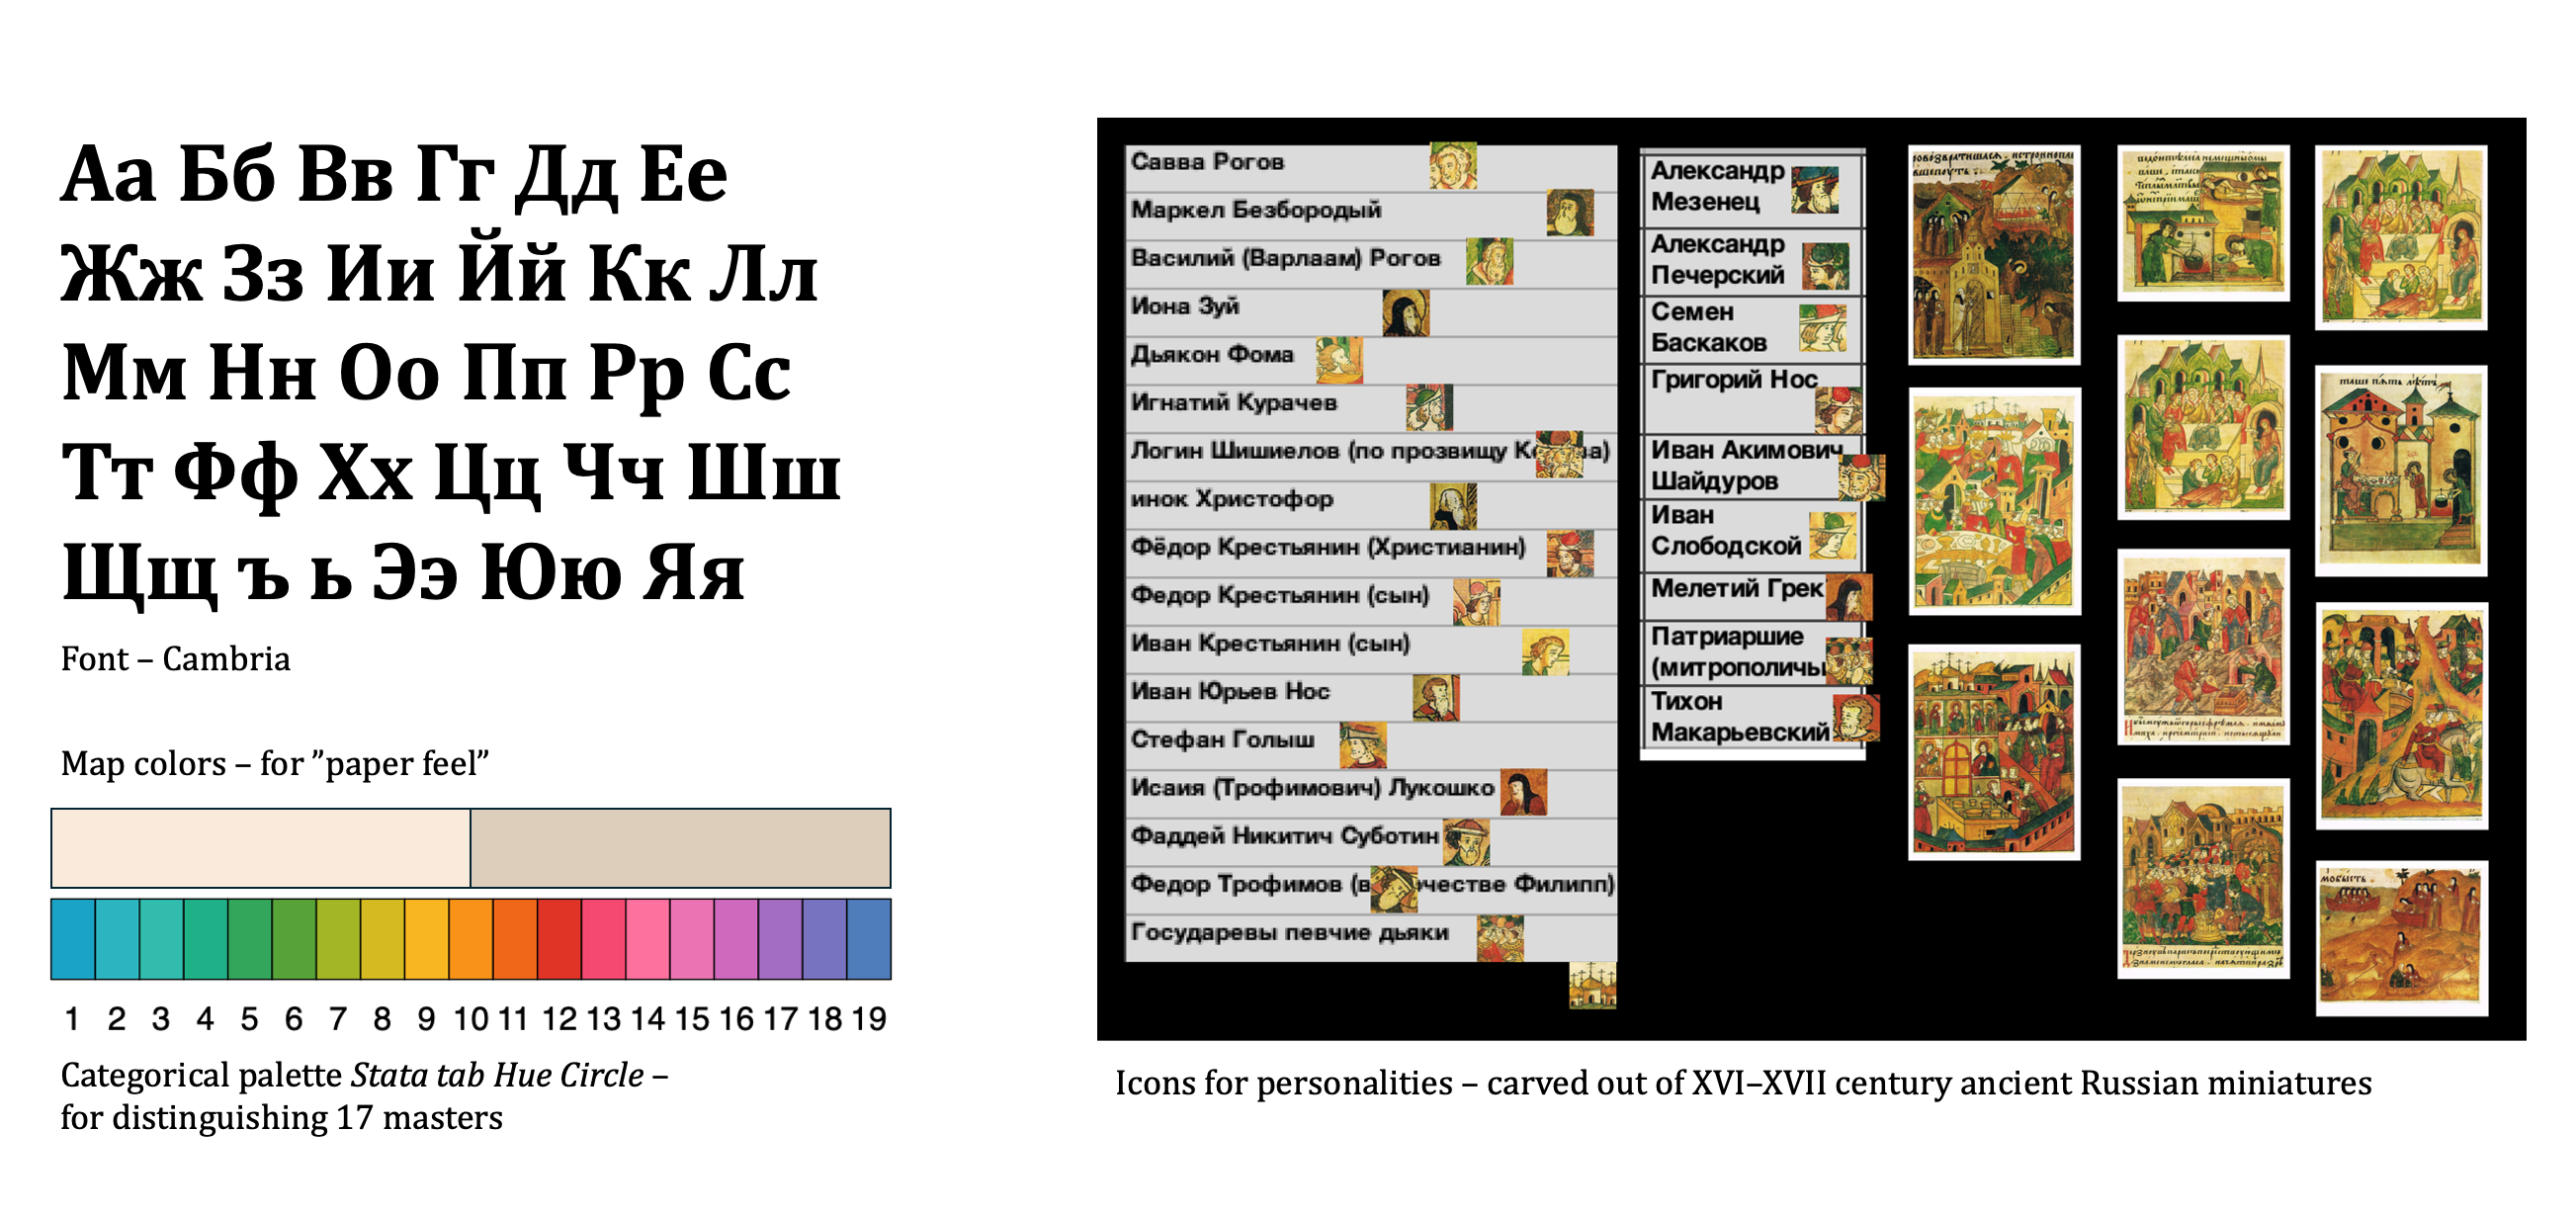 Аа Бб Вв Гг Дд Ее
Жж Зз Ии Йй Кк Лл
Мм Нн Оо Пп Рр Сс
Тт Фф Хх Цц Чч Шш
Щщ ъ ь Ээ Юю Яя
Font – Cambria
Map colors – for ”paper feel”
1 2 3 4 5 6 7 8 9 10 11 12 13 14 15 16 17 18 19
Categorical palette Stata tab Hue Circle –
for distinguishing 17 masters
Савва Рогов
Маркел Безбородый
Василий (Варлаам) Рогов
Иона Зуй
Дьякон Фома
Игнатий Курачев
Логин Шишиелов (по прозвищу
инок Христофор
Фёдор Крестьянин (Христианин)
Федор Крестьянин (сын)
Иван Крестьянин (сын)
Иван Юрьев Нос
Стефан Голыш
Исаия (Трофимович) Лукошко
Фаддей Никитич Суботин
Федор Трофимов (в Филипп)
Государевы певчие дьяки
Александр
Мезенец
Александр
Печерский
Семен
Баскаков
Григорий Нос
Иван Акимович
Шайдуров
Иван
Слободской
Мелетий Грек
Патриаршие
(митрополичы
Тихон
Макарьевский
Icons for personalities – carved out of XVI–XVII century ancient Russian miniatures